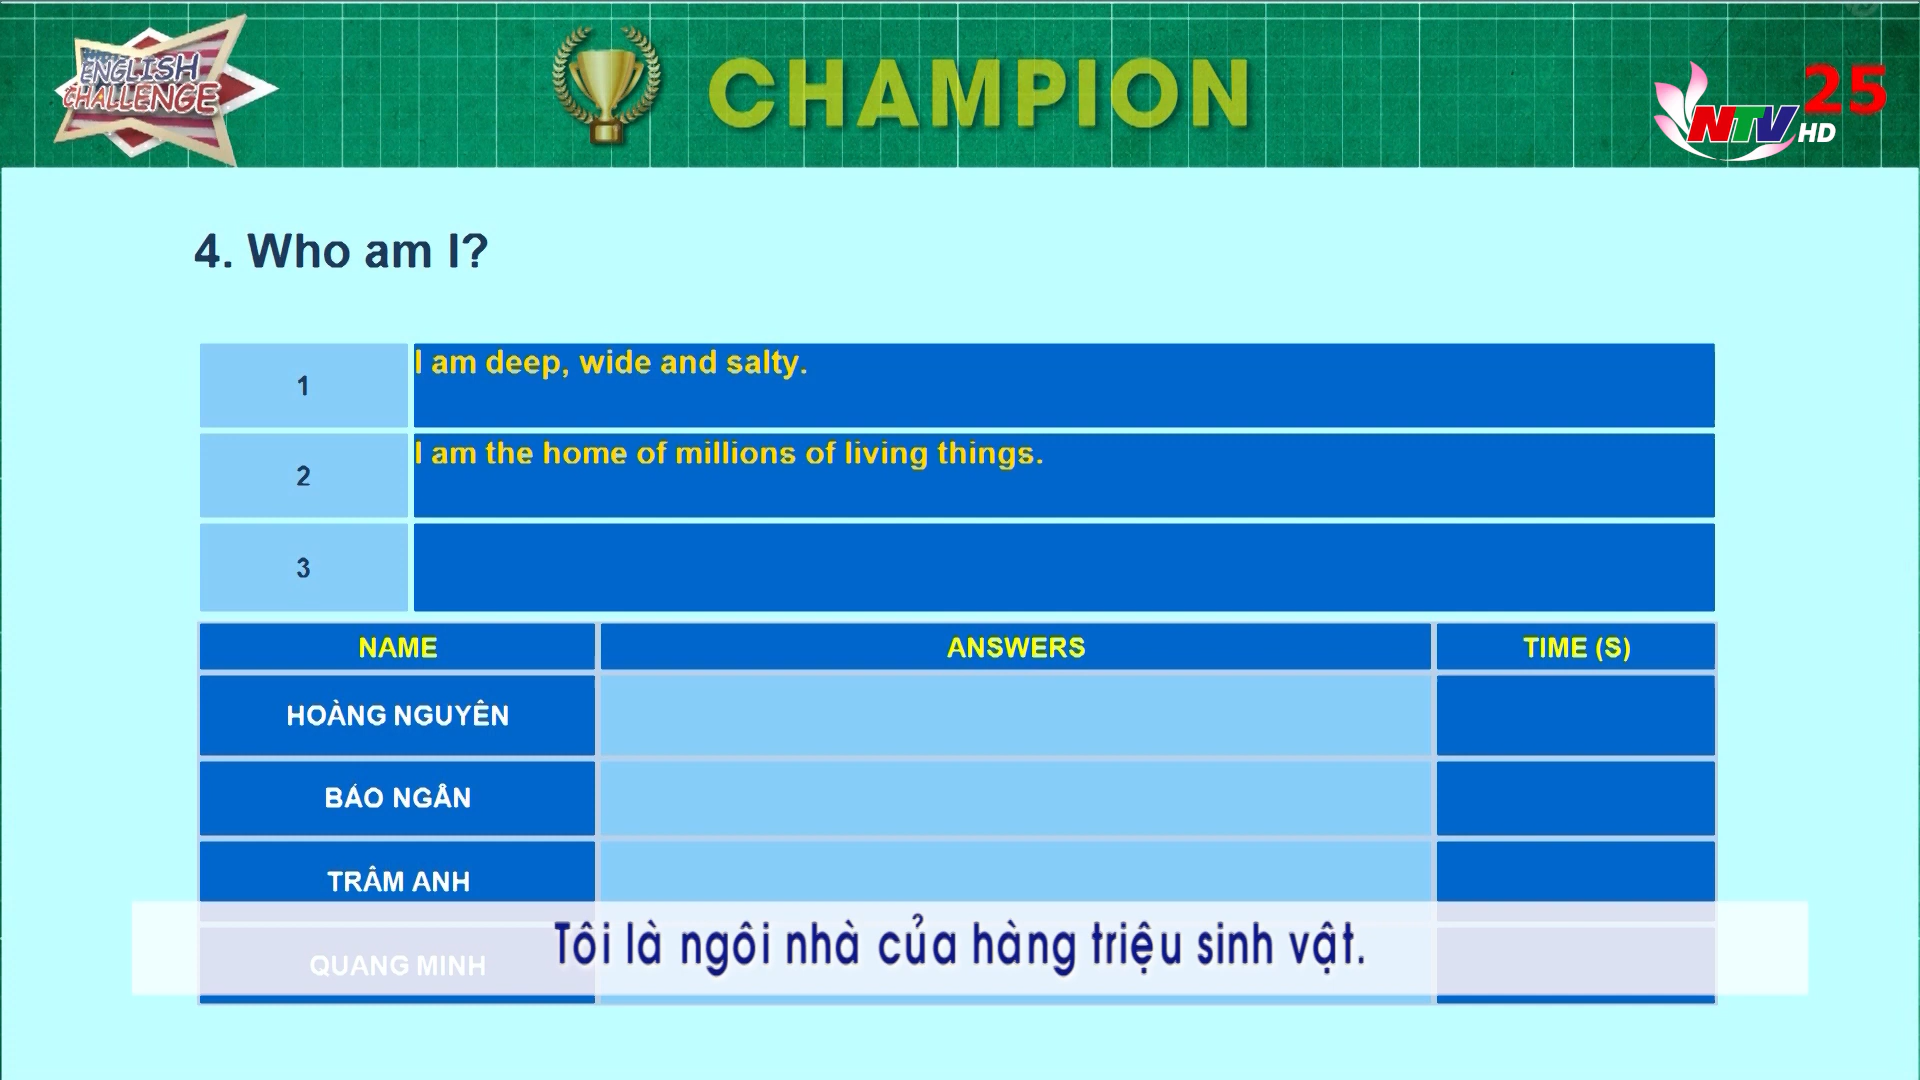 ENGLISH
CHALLENGE
CHAMPION
25
NTV HD
4. Who am I?
1
I am deep, wide and salty.
2
I am the home of millions of living things.
3
NAME ANSWERS TIME (S)
HOÀNG NGUYÊN
BẢO NGÂN
TRÂM ANH
QUANG MINH
Tôi là ngôi nhà của hàng triệu sinh vật.